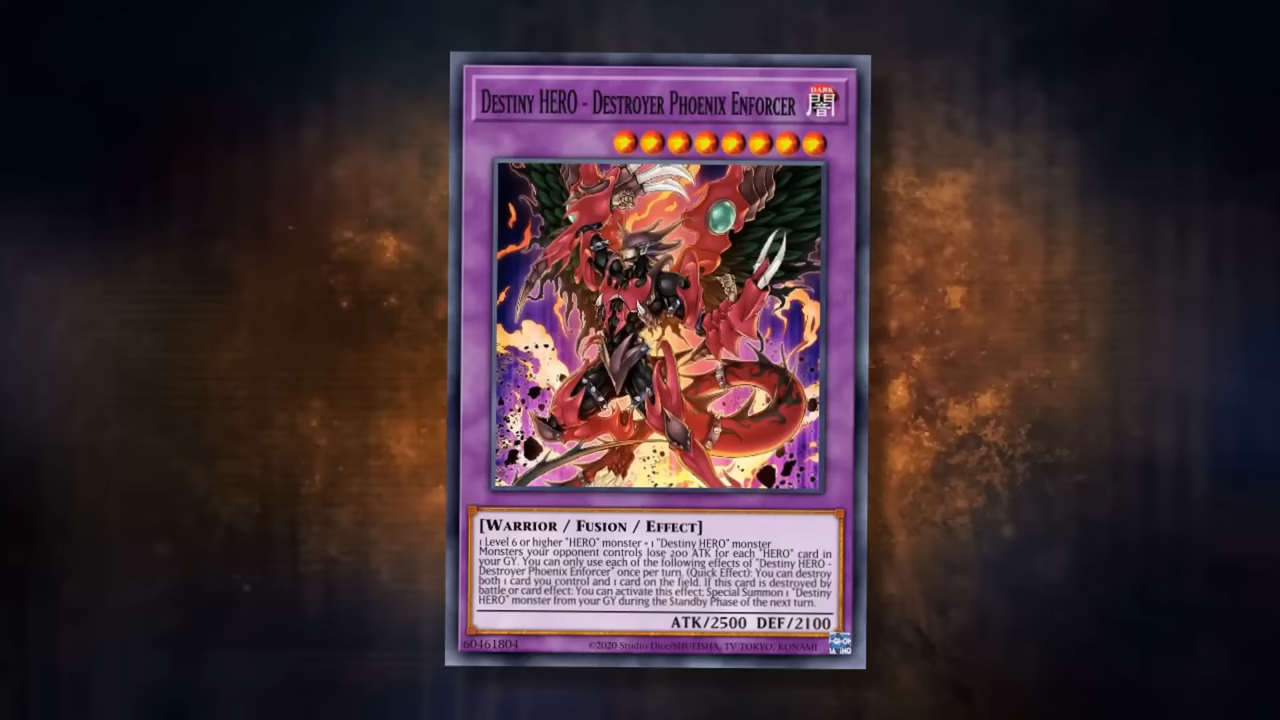 DESTINY HERO - DESTROYER PHOENIX ENFORCER
DARK
闇
[WARRIOR / FUSION / EFFECT]
1 Level 6 or higher "HERO" monster + 1 "Destiny HERO" monster
Monsters your opponent controls lose 200 ATK for each "HERO" card in
your GY. You can only use each of the following effects of "Destiny HERO -
Destroyer Phoenix Enforcer" once per turn. (Quick Effect): You can destroy
both 1 card you control and 1 card on the field. If this card is destroyed by
battle or card effect: You can activate this effect; Special Summon 1 "Destiny
HERO" monster from your GY during the Standby Phase of the next turn.
ATK/2500 DEF/2100
60461804
©2020 Studio Dice/SHUEISHA, TV TOKYO, KONAMI